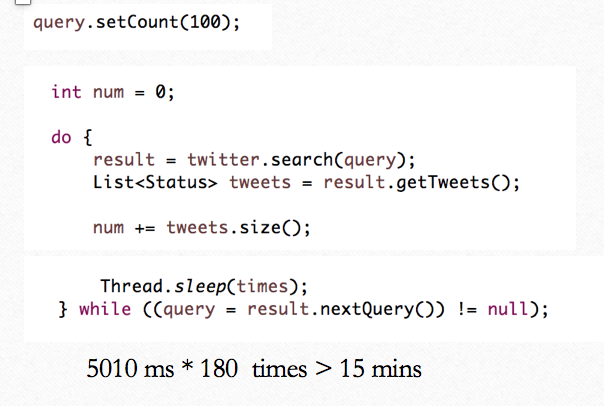 query.setCount(100);
int num = 0;
do {
result = twitter.search(query);
List<Status> tweets = result.getTweets();
num += tweets.size();
Thread.sleep(times);
} while ((query = result.nextQuery()) != null);
5010 ms * 180 times > 15 mins